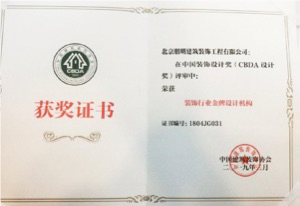 CBDA
获奖证书
北京麒明建筑装饰工程有限公司:
在中国装饰设计奖(CBDA设计
奖)评审中:
荣获
装饰行业金牌设计机构
证书编号:1804JG031
中国建筑装饰协会
二〇一九年三月